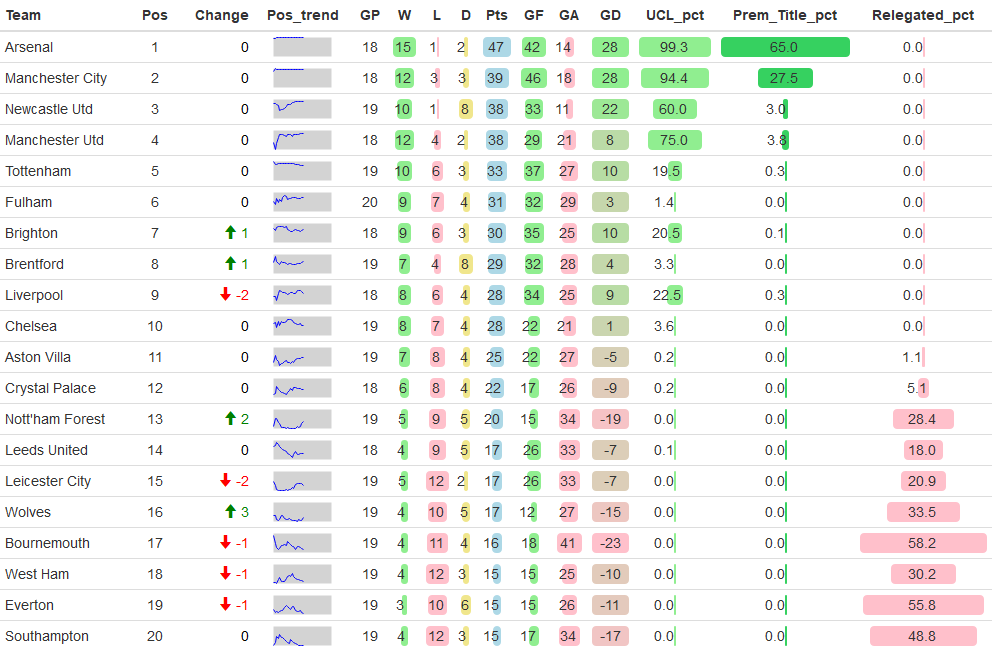 Team Pos Change Pos_trend GP W L D Pts GF GA GD UCL_pct Prem_Title_pct Relegated_pct
Arsenal 1 0 18 15 1 2 47 42 14 28 99.3 65.0 0.0
Manchester City 2 0 18 12 3 3 39 46 18 28 94.4 27.5 0.0
Newcastle Utd 3 0 19 10 1 8 38 33 11 22 60.0 3.0 0.0
Manchester Utd 4 0 18 12 4 2 38 29 21 8 75.0 3.8 0.0
Tottenham 5 0 19 10 6 3 33 37 27 10 19.5 0.3 0.0
Fulham 6 0 20 9 7 4 31 32 29 3 1.4 0.0 0.0
Brighton 7 1 18 9 6 3 30 35 25 10 20.5 0.1 0.0
Brentford 8 1 19 7 4 8 29 32 28 4 3.3 0.0 0.0
Liverpool 9 -2 18 8 6 4 28 34 25 9 22.5 0.3 0.0
Chelsea 10 0 19 8 7 4 28 22 21 1 3.6 0.0 0.0
Aston Villa 11 0 19 7 8 4 25 22 27 -5 0.2 0.0 1.1
Crystal Palace 12 0 18 6 8 4 22 17 26 -9 0.2 0.0 5.1
Nott'ham Forest 13 2 19 5 9 5 20 15 34 -19 0.0 0.0 28.4
Leeds United 14 0 18 4 9 5 17 26 33 -7 0.1 0.0 18.0
Leicester City 15 -2 19 5 12 2 17 26 33 -7 0.0 0.0 20.9
Wolves 16 3 19 4 10 5 17 12 27 -15 0.0 0.0 33.5
Bournemouth 17 -1 19 4 11 4 16 18 41 -23 0.0 0.0 58.2
West Ham 18 -1 19 4 12 3 15 15 25 -10 0.0 0.0 30.2
Everton 19 -1 19 3 10 6 15 15 26 -11 0.0 0.0 55.8
Southampton 20 0 19 4 12 3 15 17 34 -17 0.0 0.0 48.8